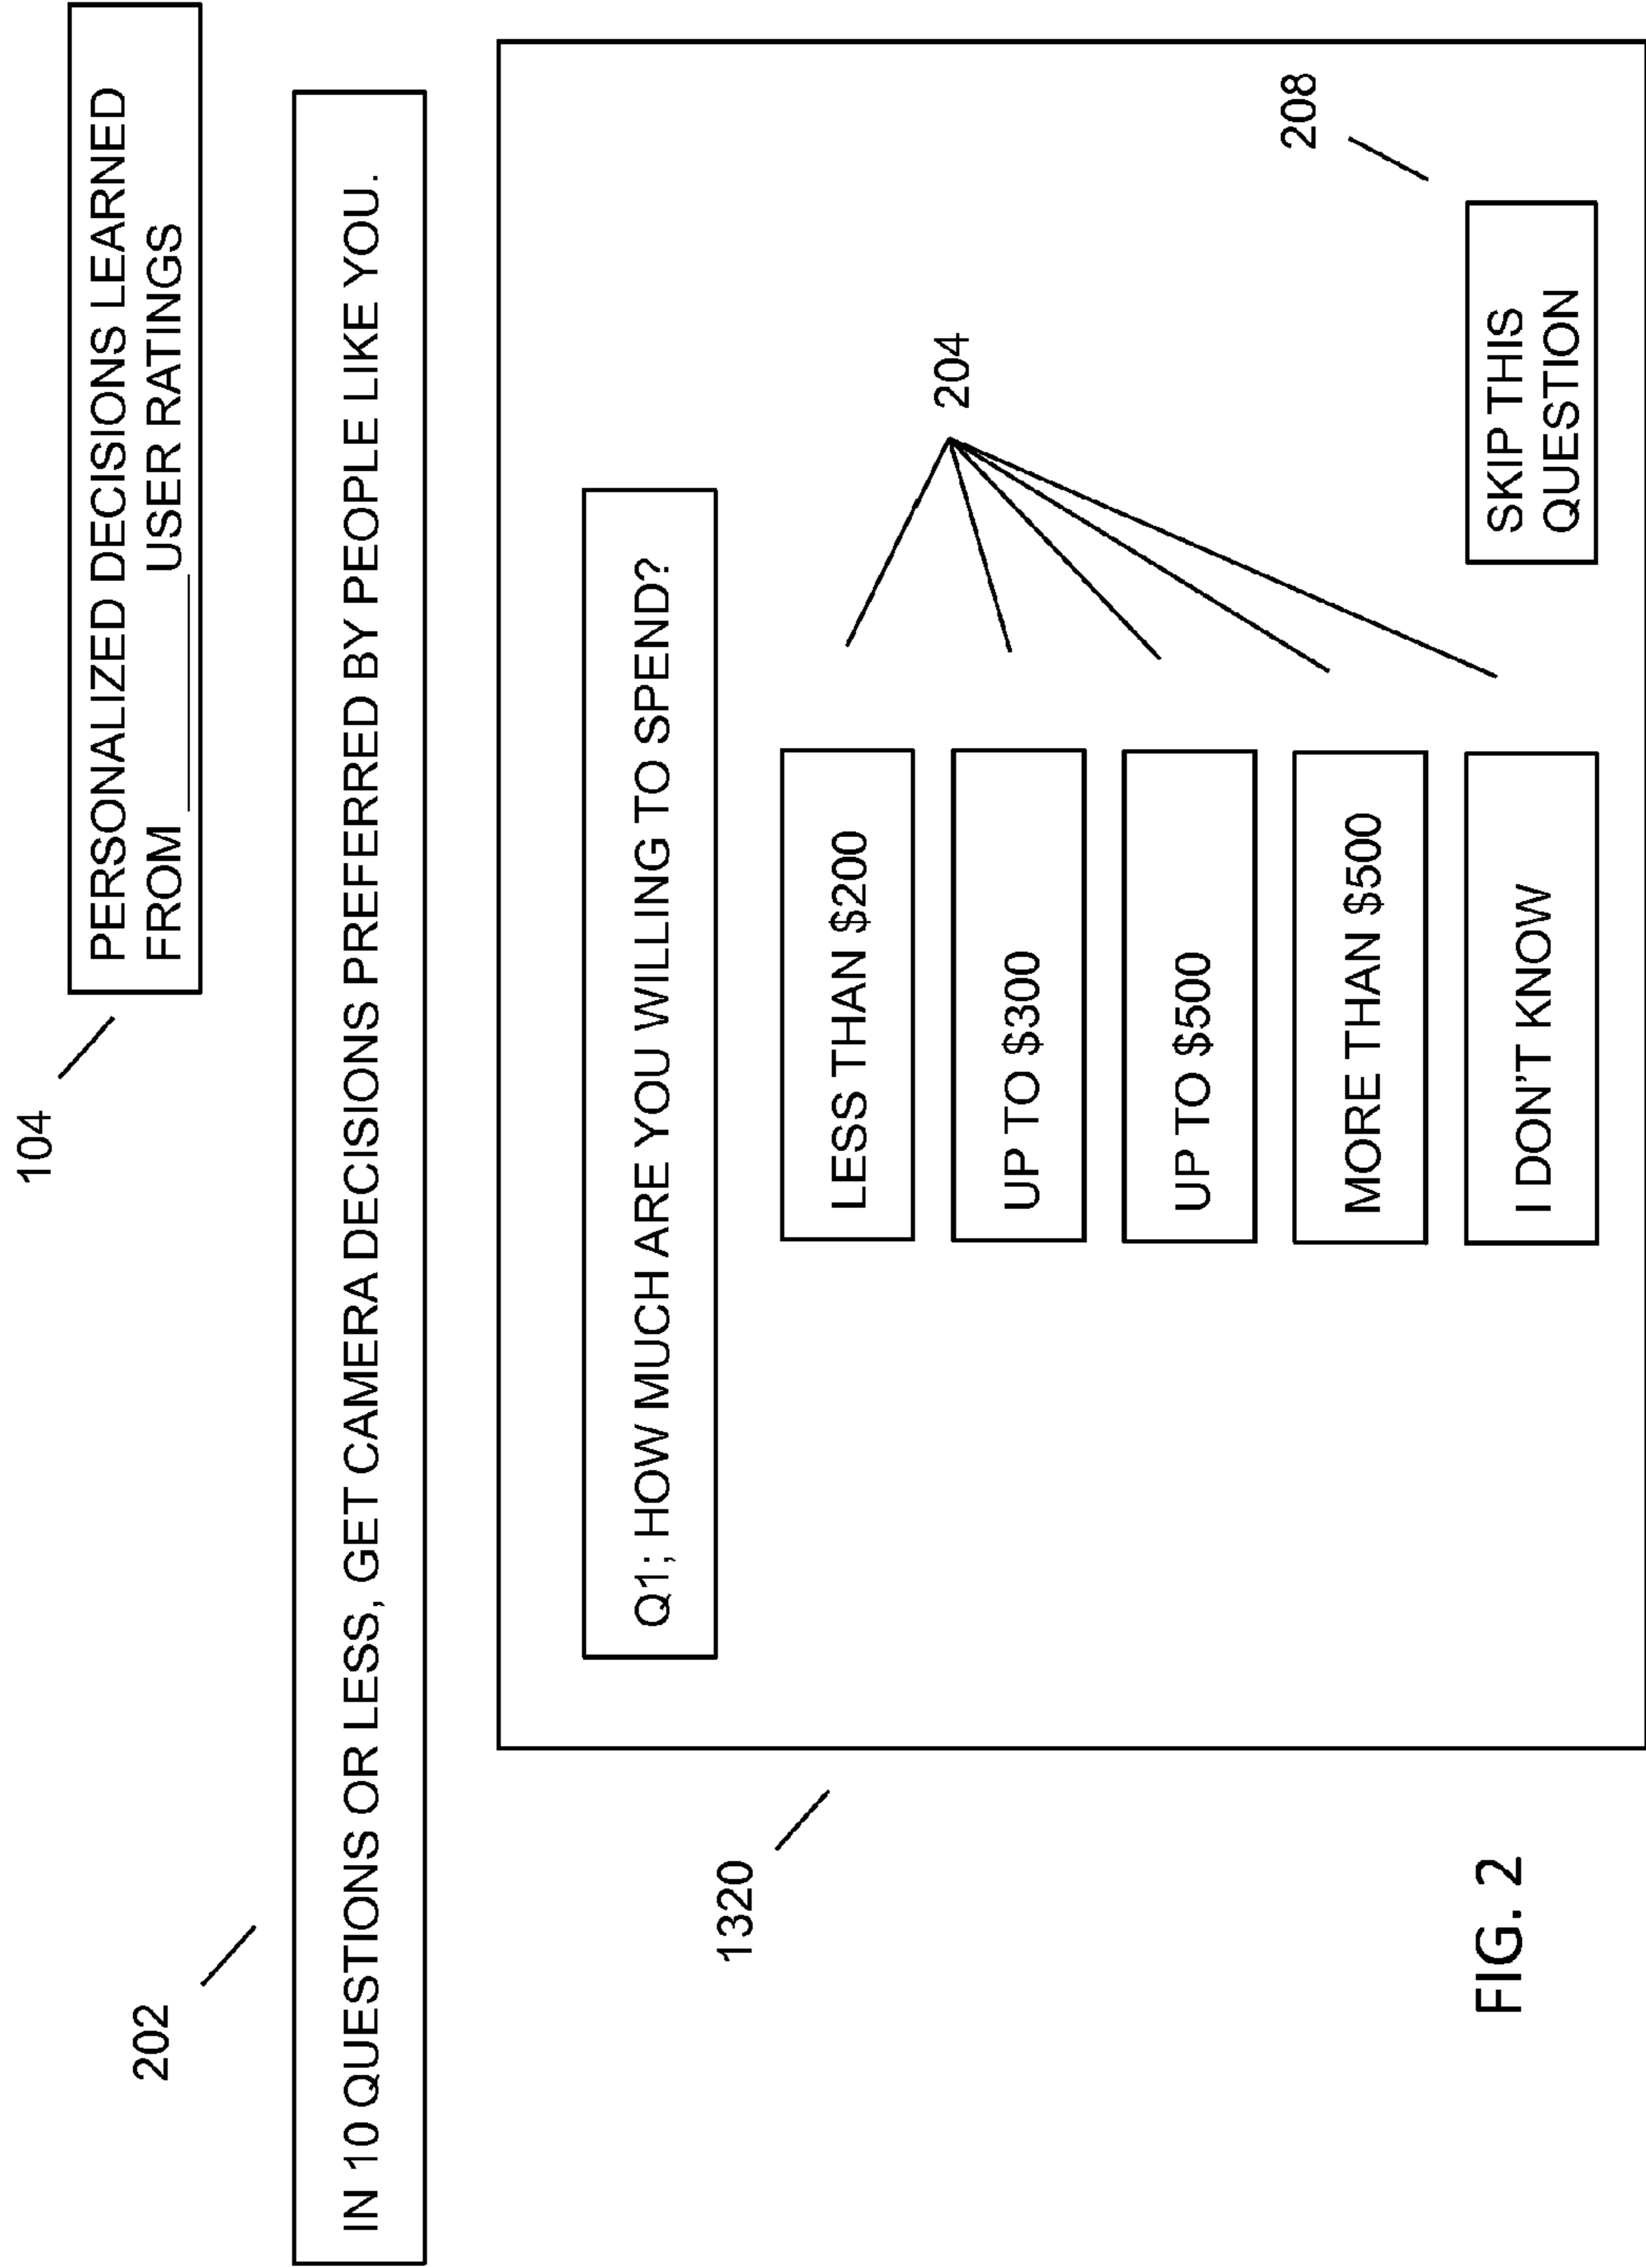 104
PERSONALIZED DECISIONS LEARNED
FROM __________ USER RATINGS
202
IN 10 QUESTIONS OR LESS, GET CAMERA DECISIONS PREFERRED BY PEOPLE LIKE YOU.
1320
Q1; HOW MUCH ARE YOU WILLING TO SPEND?
LESS THAN $200
204
UP TO $300
UP TO $500
MORE THAN $500
I DON'T KNOW
208
SKIP THIS
QUESTION
FIG. 2